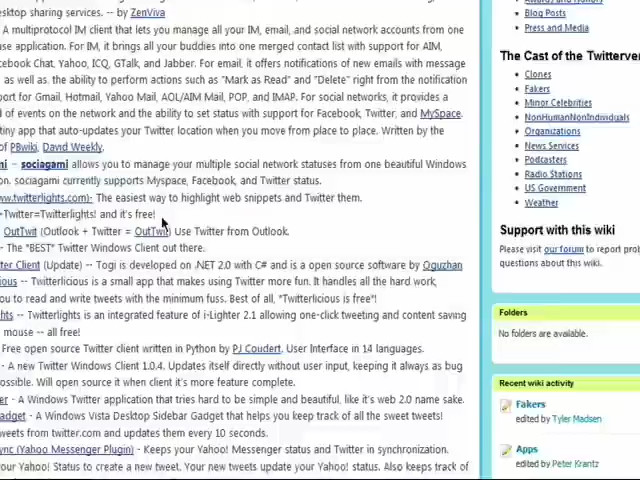 esktop sharing services. -- by ZenViva
A multiprotocol IM client that lets you manage all your IM, email, and social network accounts from one
use application. For IM, it brings all your buddies into one merged contact list with support for AIM,
cebook Chat, Yahoo, ICQ, GTalk, and Jabber. For email, it offers notifications of new emails with message
as well as. the ability to perform actions such as "Mark as Read" and "Delete" right from the notification
port for Gmail, Hotmail, Yahoo Mail, AOL/AIM Mail, POP, and IMAP. For social networks, it provides a
d of events on the network and the ability to set status with support for Facebook, Twitter, and MySpace.
tiny app that auto-updates your Twitter location when you move from place to place. Written by the
of PBwiki, David Weekly.
mi - sociagami allows you to manage your multiple social network statuses from one beautiful Windows
on. sociagami currently supports Myspace, Facebook, and Twitter status.
ww.twitterlights.com)- The easiest way to highlight web snippets and Twitter them.
+Twitter=Twitterlights! and it's free!
OutTwit (Outlook + Twitter = OutTwit) Use Twitter from Outlook.
- The "BEST" Twitter Windows Client out there.
tter Client (Update) -- Togi is developed on .NET 2.0 with C# and is a open source software by Oguzhan
ious - Twitterlicious is a small app that makes using Twitter more fun. It handles all the hard work,
you to read and write tweets with the minimum fuss. Best of all, "Twitterlicious is free"!
hts -- Twitterlights is an integrated feature of i-Lighter 2.1 allowing one-click tweeting and content saving
mouse -- all free!
Free open source Twitter client written in Python by PJ Coudert. User Interface in 14 languages.
- A new Twitter Windows Client 1.0.4. Updates itself directly without user input, keeping it always as bug
possible. Will open source it when client it's more feature complete.
er - A Windows Twitter application that tries hard to be simple and beautiful, like it's web 2.0 name sake.
adget - A Windows Vista Desktop Sidebar Gadget that helps you keep track of all the sweet tweets!
tweets from twitter.com and updates them every 10 seconds.
ync (Yahoo Messenger Plugin) - Keeps your Yahoo! Messenger status and Twitter in synchronization.
your Yahoo! Status to create a new tweet. Your new tweets update your Yahoo! status. Also keeps track of
Awards and Honors
Blog Posts
Press and Media
The Cast of the Twitterver
Clones
Fakers
Minor Celebrities
NonHumanNonIndividuals
Organizations
News Services
Podcasters
Radio Stations
US Government
Weather
Support with this wiki
Please visit our forum to report prob
questions about this wiki.
Folders
No folders are available.
Recent wiki activity
Fakers
edited by Tyler Madsen
Apps
edited by Peter Krantz